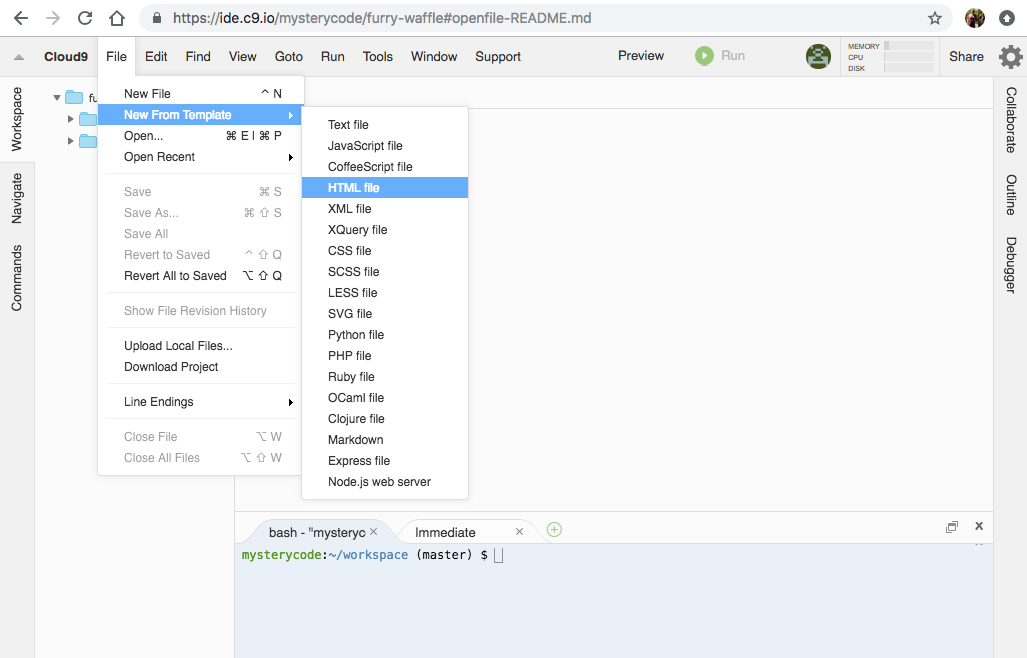 https://ide.c9.io/mysterycode/furry-waffle#openfile-README.md
Cloud9 File Edit Find View Goto Run Tools Window Support Preview Run MEMORY CPU DISK Share
Workspace
Navigate
Commands
fu
New File ^ N
New From Template
Open... ⌘ E | ⌘ P
Open Recent
Save ⌘ S
Save As... ⌘ ⇧ S
Save All
Revert to Saved ^ ⇧ Q
Revert All to Saved ⌥ ⇧ Q
Show File Revision History
Upload Local Files...
Download Project
Line Endings
Close File ⌥ W
Close All Files ⌥ ⇧ W
Text file
JavaScript file
CoffeeScript file
HTML file
XML file
XQuery file
CSS file
SCSS file
LESS file
SVG file
Python file
PHP file
Ruby file
OCaml file
Clojure file
Markdown
Express file
Node.js web server
Collaborate
Outline
Debugger
bash - "mysteryc × Immediate ×
mysterycode:~/workspace (master) $